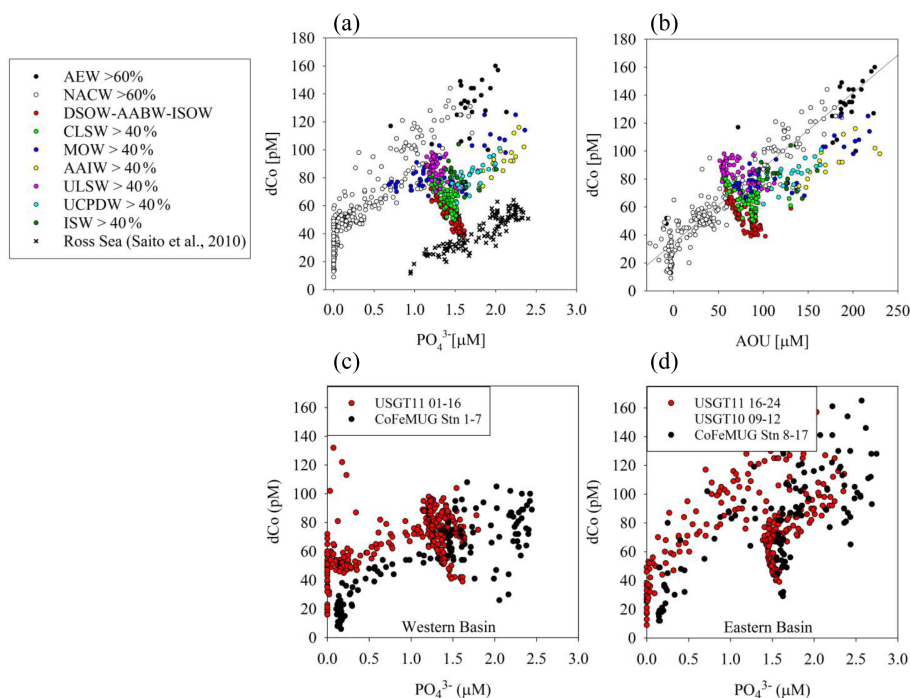 AEW >60%
NACW >60%
DSOW-AABW-ISOW
CLSW > 40%
MOW > 40%
AAIW > 40%
ULSW > 40%
UCPDW > 40%
ISW > 40%
Ross Sea (Saito et al., 2010)
(a)
dCo [pM]
180
160
140
120
100
80
60
40
20
0
0.0 0.5 1.0 1.5 2.0 2.5 3.0
PO₄³⁻[µM]
(b)
dCo [pM]
180
160
140
120
100
80
60
40
20
0
0 50 100 150 200 250
AOU [µM]
(c)
USGT11 01-16
CoFeMUG Stn 1-7
dCo (pM)
160
140
120
100
80
60
40
20
0
Western Basin
0.0 0.5 1.0 1.5 2.0 2.5 3.0
PO₄³⁻ (µM)
(d)
USGT11 16-24
USGT10 09-12
CoFeMUG Stn 8-17
dCo (pM)
160
140
120
100
80
60
40
20
0
Eastern Basin
0.0 0.5 1.0 1.5 2.0 2.5 3.0
PO₄³⁻ (µM)